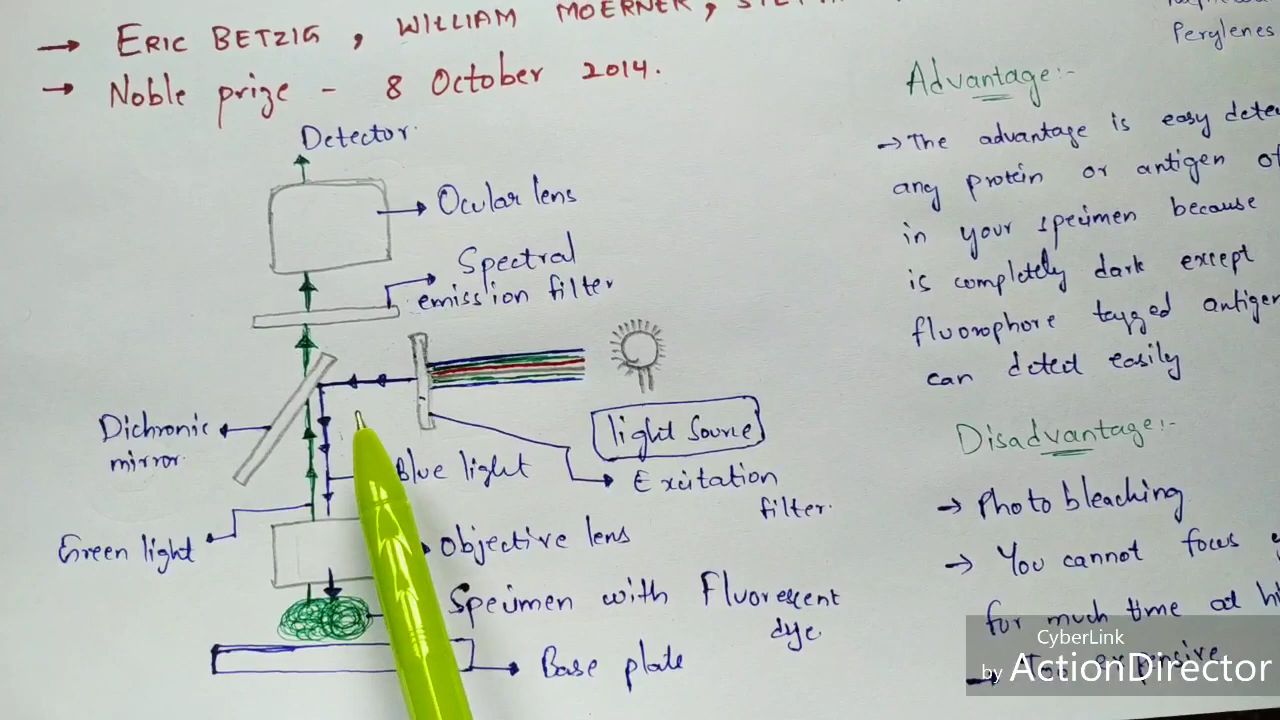 → ERIC BETZIG , WILLIAM MOERNER ,
→ Noble prize - 8 October 2014.
Detector
Ocular lens
Spectral
emission filter
Dichronic
mirror
light Source
Blue light
Excitation
filter.
Green light
Objective lens
Specimen with Fluorescent
dye.
Base plate
Perylenes
Advantage:-
→ The advantage is easy
any protein or antigen
in your specimen because
is completely dark except
fluorophore tagged antigen
can detect easily
Disadvantage:-
→ Photo bleaching
→ You cannot focus
for much time at
CyberLink
by ActionDirector